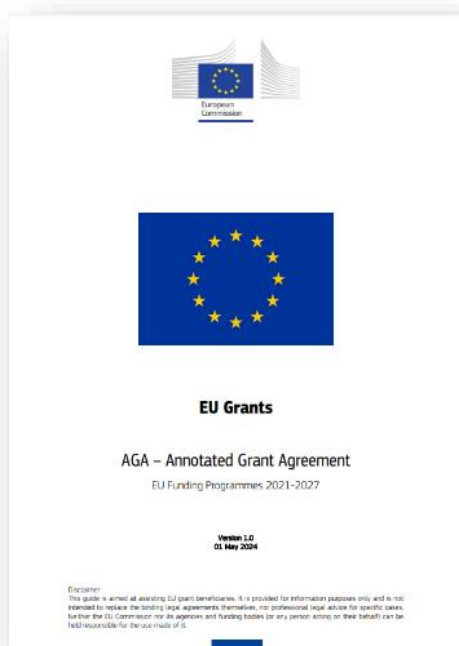 European
Commission
EU Grants
AGA – Annotated Grant Agreement
EU Funding Programmes 2021-2027
Version 1.0
01 May 2024
Disclaimer
This guide is aimed at assisting EU grant beneficiaries. It is provided for information purposes only and is not
intended to replace the binding legal agreements themselves, nor professional legal advice for specific cases.
Neither the EU Commission nor its agencies and funding bodies (or any person acting on their behalf) can be
held responsible for the use made of it.